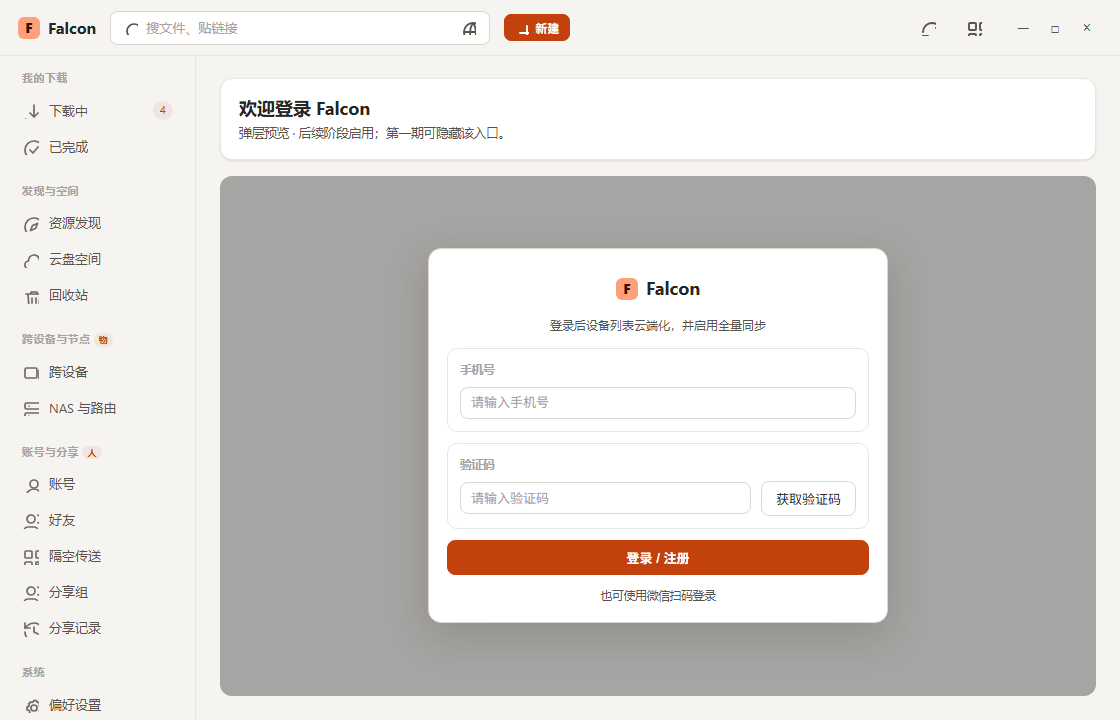 F Falcon
搜文件、贴链接
新建
我的下载
下载中 4
已完成
发现与空间
资源发现
云盘空间
回收站
跨设备与节点 物
跨设备
NAS 与路由
账号与分享 人
账号
好友
隔空传送
分享组
分享记录
系统
偏好设置
欢迎登录 Falcon
弹层预览 · 后续阶段启用；第一期可隐藏该入口。
F Falcon
登录后设备列表云端化，并启用全量同步
手机号
请输入手机号
验证码
请输入验证码
获取验证码
登录 / 注册
也可使用微信扫码登录